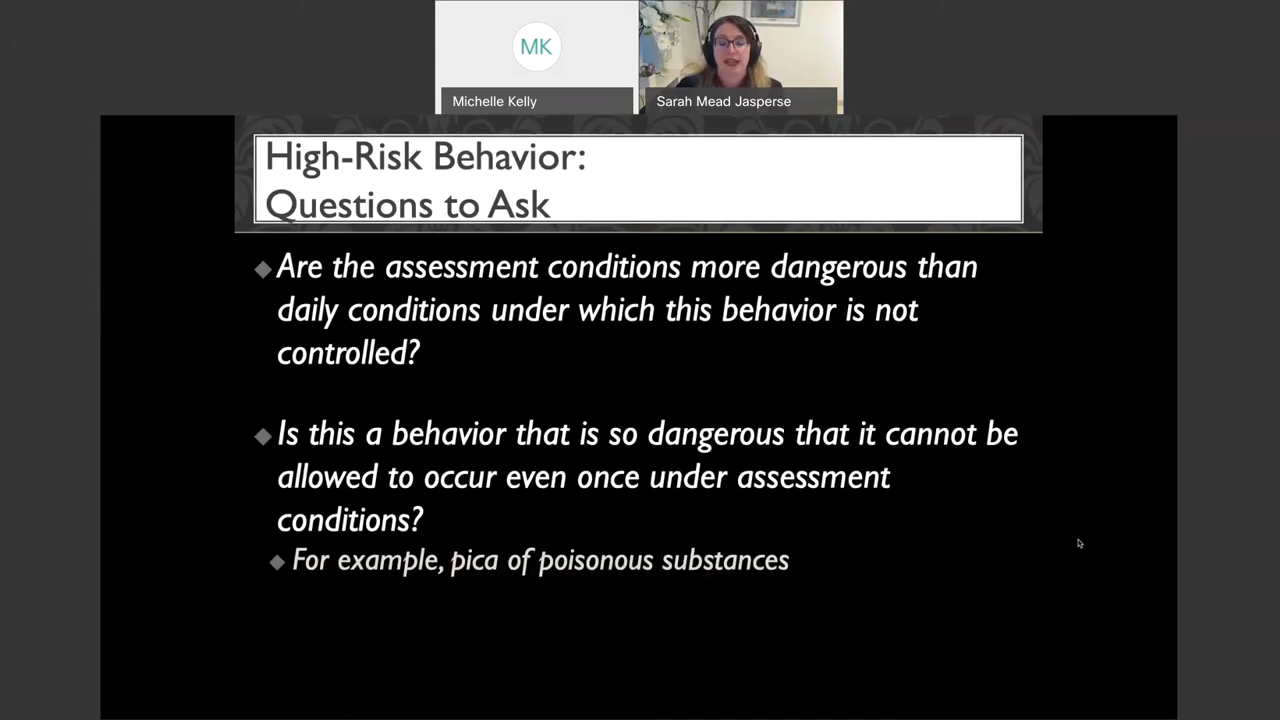 MK
Michelle Kelly
Sarah Mead Jasperse
High-Risk Behavior:
Questions to Ask
Are the assessment conditions more dangerous than
daily conditions under which this behavior is not
controlled?
Is this a behavior that is so dangerous that it cannot be
allowed to occur even once under assessment
conditions?
For example, pica of poisonous substances